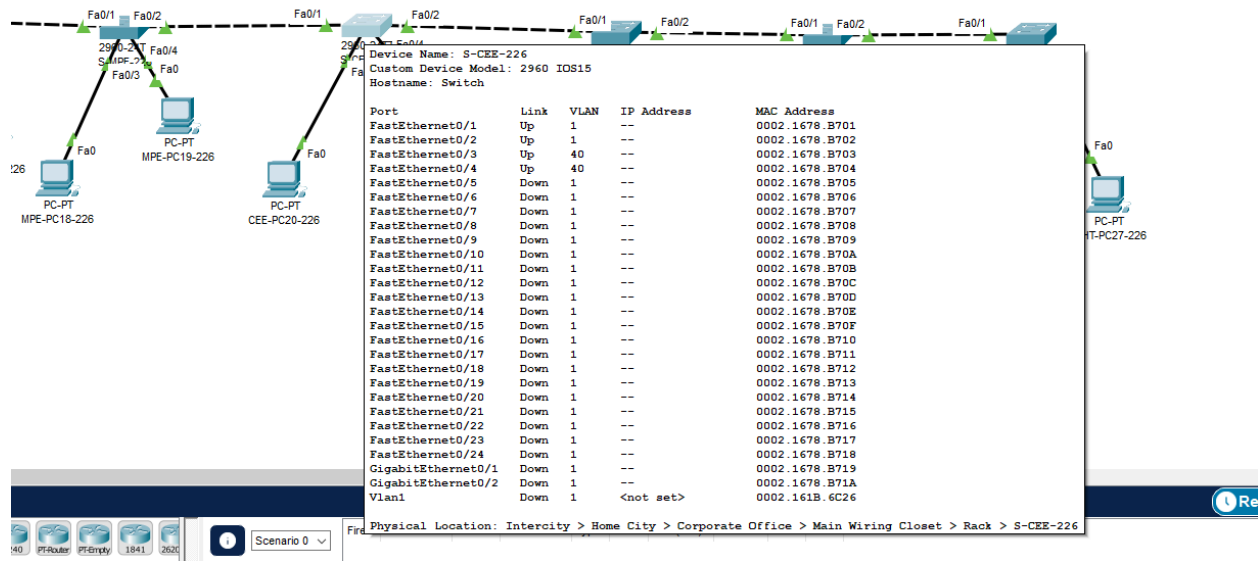 Fa0/1 Fa0/2 Fa0/1 Fa0/2 Fa0/1 Fa0/2 Fa0/1 Fa0/2 Fa0/1
Fa0/4
Fa0/3 Fa0
PC-PT
MPE-PC19-226
Fa0
226
PC-PT
MPE-PC18-226
Fa0
PC-PT
CEE-PC20-226
Device Name: S-CEE-226
Custom Device Model: 2960 IOS15
Hostname: Switch
Port Link VLAN IP Address MAC Address
FastEthernet0/1 Up 1 -- 0002.1678.B701
FastEthernet0/2 Up 1 -- 0002.1678.B702
FastEthernet0/3 Up 40 -- 0002.1678.B703
FastEthernet0/4 Up 40 -- 0002.1678.B704
FastEthernet0/5 Down 1 -- 0002.1678.B705
FastEthernet0/6 Down 1 -- 0002.1678.B706
FastEthernet0/7 Down 1 -- 0002.1678.B707
FastEthernet0/8 Down 1 -- 0002.1678.B708
FastEthernet0/9 Down 1 -- 0002.1678.B709
FastEthernet0/10 Down 1 -- 0002.1678.B70A
FastEthernet0/11 Down 1 -- 0002.1678.B70B
FastEthernet0/12 Down 1 -- 0002.1678.B70C
FastEthernet0/13 Down 1 -- 0002.1678.B70D
FastEthernet0/14 Down 1 -- 0002.1678.B70E
FastEthernet0/15 Down 1 -- 0002.1678.B70F
FastEthernet0/16 Down 1 -- 0002.1678.B710
FastEthernet0/17 Down 1 -- 0002.1678.B711
FastEthernet0/18 Down 1 -- 0002.1678.B712
FastEthernet0/19 Down 1 -- 0002.1678.B713
FastEthernet0/20 Down 1 -- 0002.1678.B714
FastEthernet0/21 Down 1 -- 0002.1678.B715
FastEthernet0/22 Down 1 -- 0002.1678.B716
FastEthernet0/23 Down 1 -- 0002.1678.B717
FastEthernet0/24 Down 1 -- 0002.1678.B718
GigabitEthernet0/1 Down 1 -- 0002.1678.B719
GigabitEthernet0/2 Down 1 -- 0002.1678.B71A
Vlan1 Down 1 <not set> 0002.161B.6C26
Physical Location: Intercity > Home City > Corporate Office > Main Wiring Closet > Rack > S-CEE-226
Fa0
PC-PT
HT-PC27-226
Re
40 PT-Router PT-Empty 1841 2620
Scenario 0
Fire